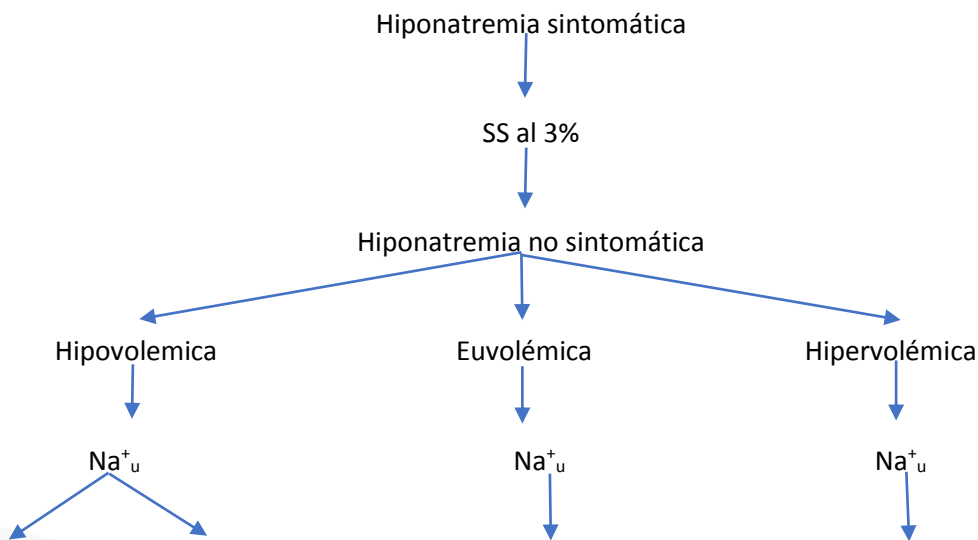 Hiponatremia sintomática
SS al 3%
Hiponatremia no sintomática
Hipovolemica Euvolémica Hipervolémica
Na⁺ᵤ Na⁺ᵤ Na⁺ᵤ